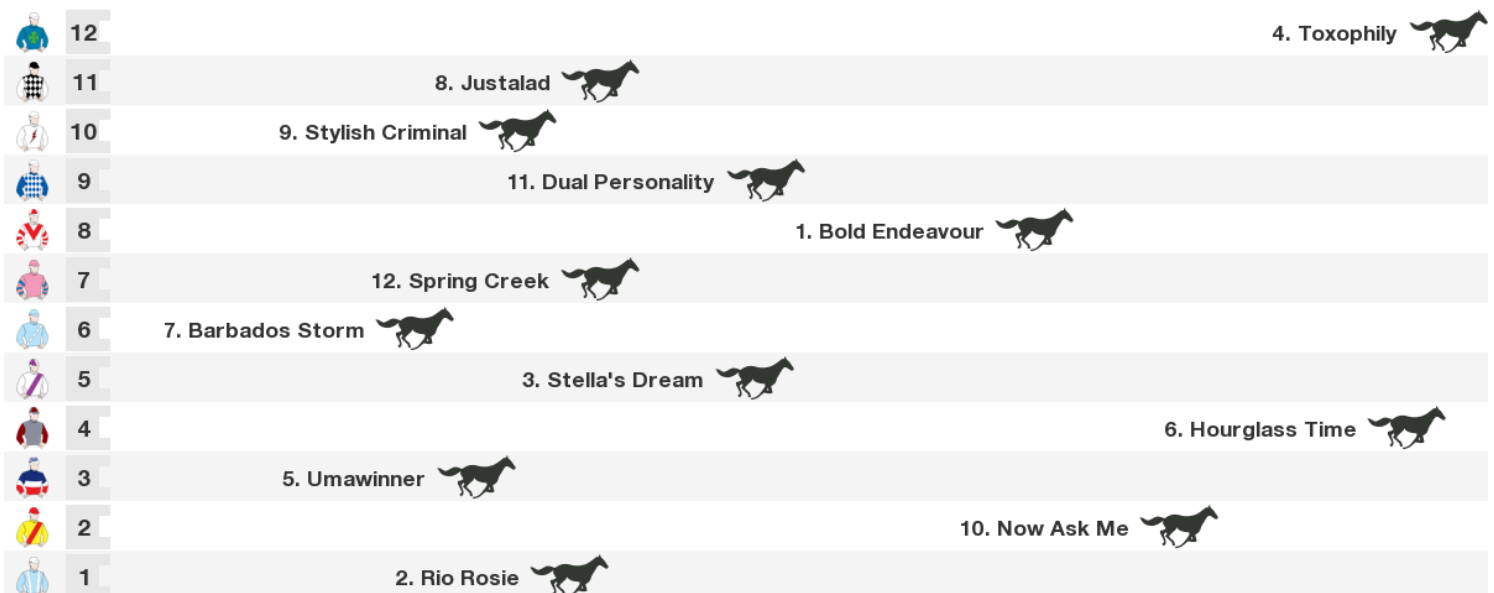 12 4. Toxophily
11 8. Justalad
10 9. Stylish Criminal
9 11. Dual Personality
8 1. Bold Endeavour
7 12. Spring Creek
6 7. Barbados Storm
5 3. Stella's Dream
4 6. Hourglass Time
3 5. Umawinner
2 10. Now Ask Me
1 2. Rio Rosie